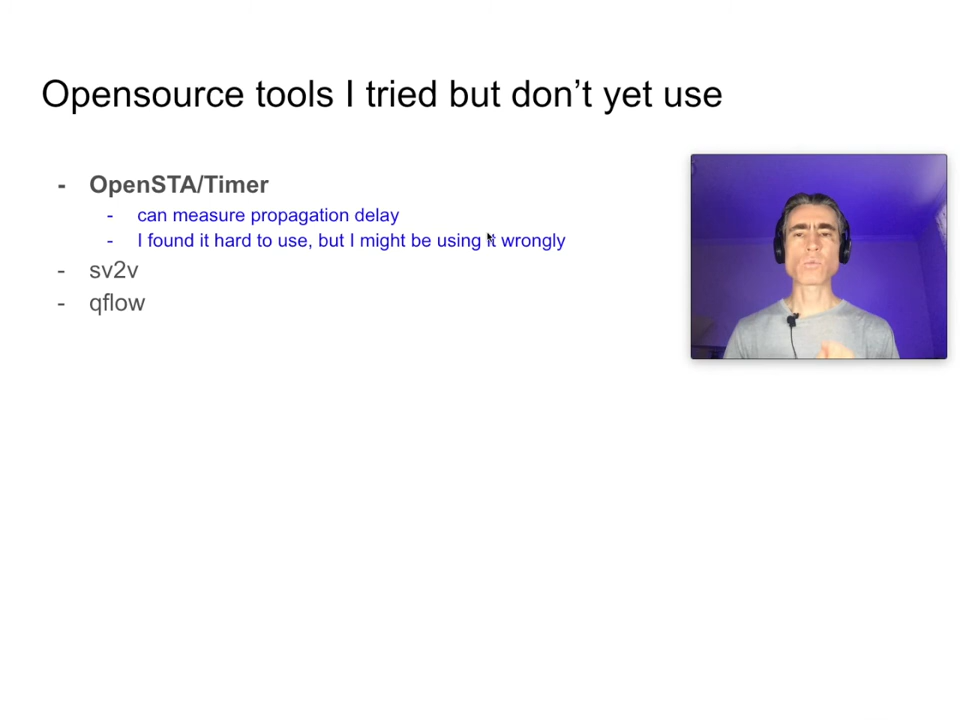 Opensource tools I tried but don’t yet use
- OpenSTA/Timer
- can measure propagation delay
- I found it hard to use, but I might be using it wrongly
- sv2v
- qflow